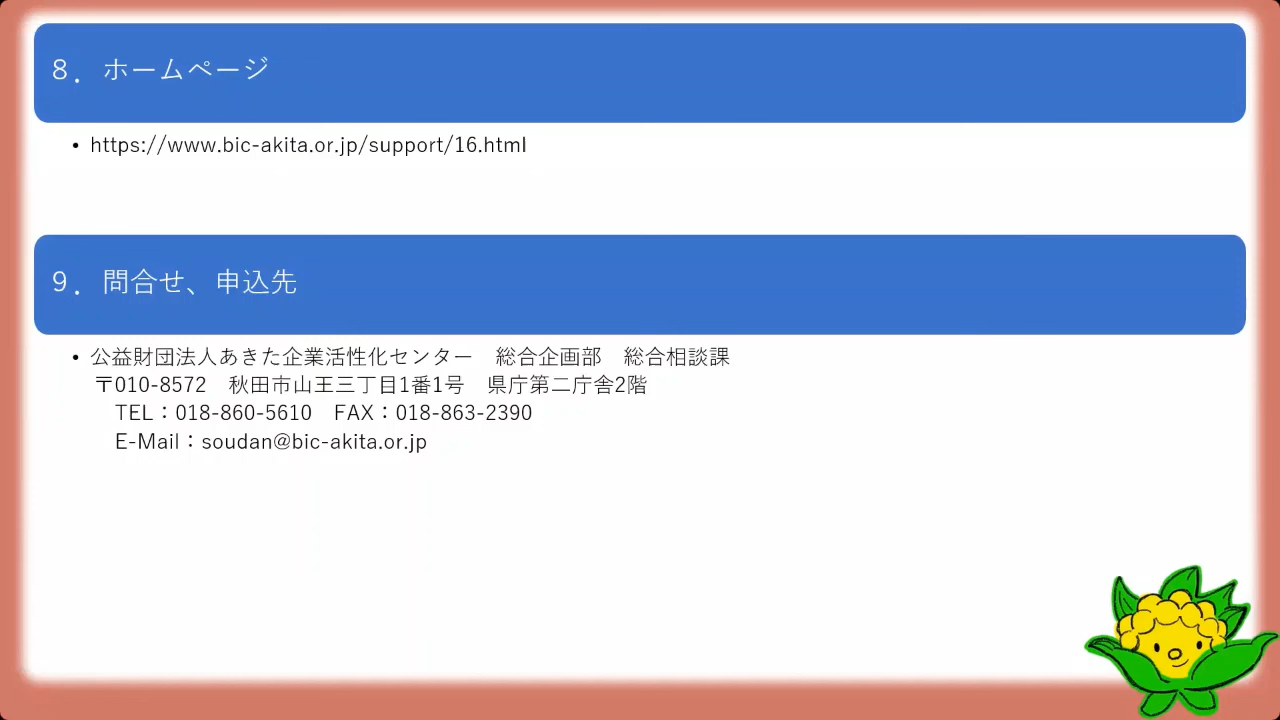 8．ホームページ
• https://www.bic-akita.or.jp/support/16.html
9．問合せ、申込先
• 公益財団法人あきた企業活性化センター　総合企画部　総合相談課
〒010-8572　秋田市山王三丁目1番1号　県庁第二庁舎2階
TEL：018-860-5610　FAX：018-863-2390
E-Mail：soudan@bic-akita.or.jp